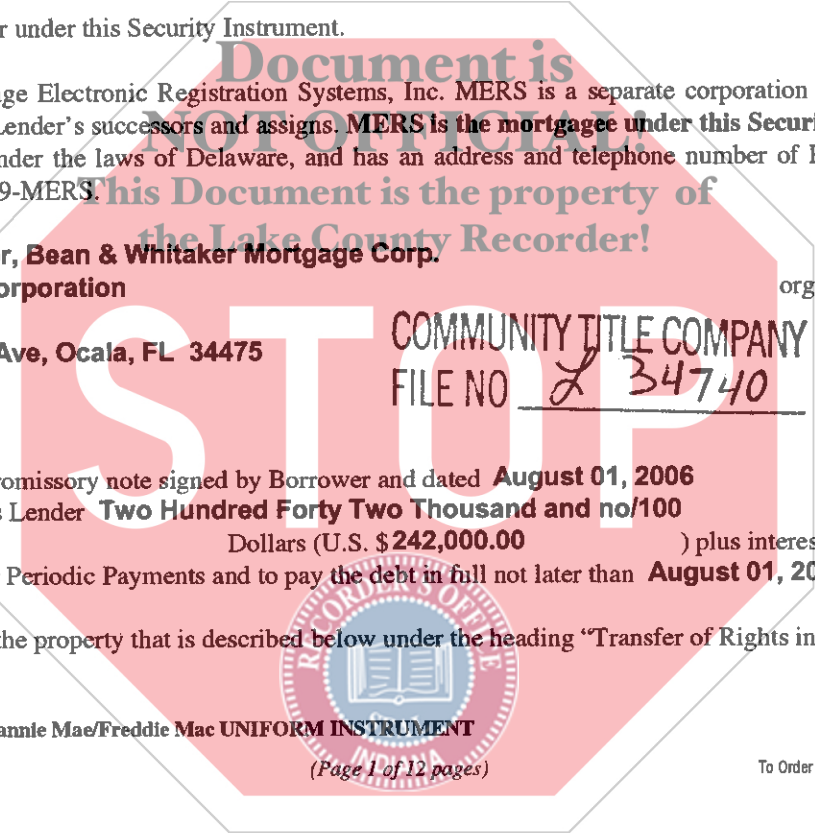 r under this Security Instrument.
Document is
ge Electronic Registration Systems, Inc. MERS is a separate corporation
NOT OFFICIAL!
Lender's successors and assigns. MERS is the mortgagee under this Securi
nder the laws of Delaware, and has an address and telephone number of
9-MERS.
This Document is the property of
the Lake County Recorder!
r, Bean & Whitaker Mortgage Corp.
orporation org
STOP
COMMUNITY TITLE COMPANY
Ave, Ocala, FL 34475
FILE NO L 34740
omissory note signed by Borrower and dated August 01, 2006
s Lender Two Hundred Forty Two Thousand and no/100
Dollars (U.S. $ 242,000.00 ) plus interes
Periodic Payments and to pay the debt in full not later than August 01, 20
RECORDER'S OFFICE
the property that is described below under the heading "Transfer of Rights in
annie Mae/Freddie Mac UNIFORM INSTRUMENT
INDIANA
(Page 1 of 12 pages)
To Order